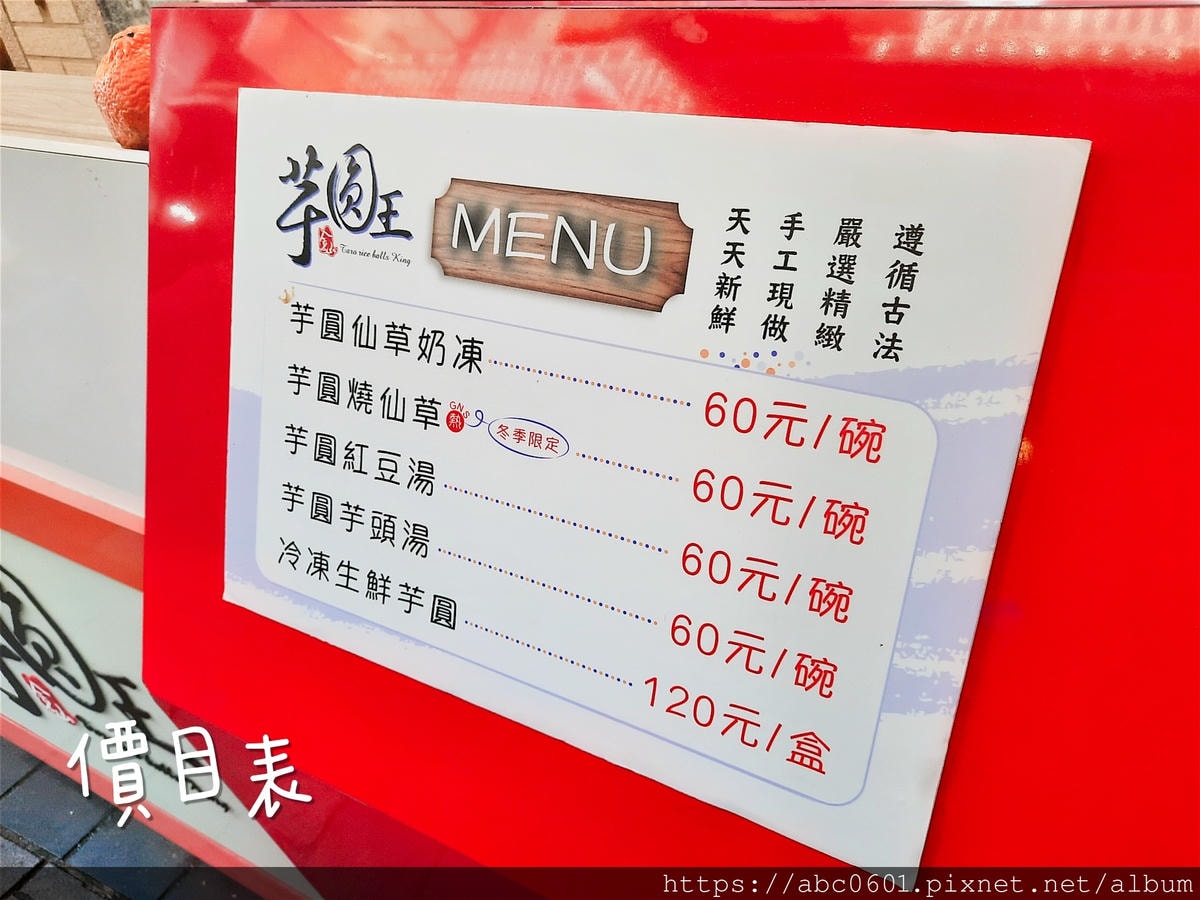 芋圓王
金山
Taro rice balls King
MENU
遵循古法
嚴選精緻
手工現做
天天新鮮
芋圓仙草奶凍 60元/碗
芋圓燒仙草 熱 冬季限定 60元/碗
芋圓紅豆湯 60元/碗
芋圓芋頭湯 60元/碗
冷凍生鮮芋圓 120元/盒
價目表
https://abc0601.pixnet.net/album